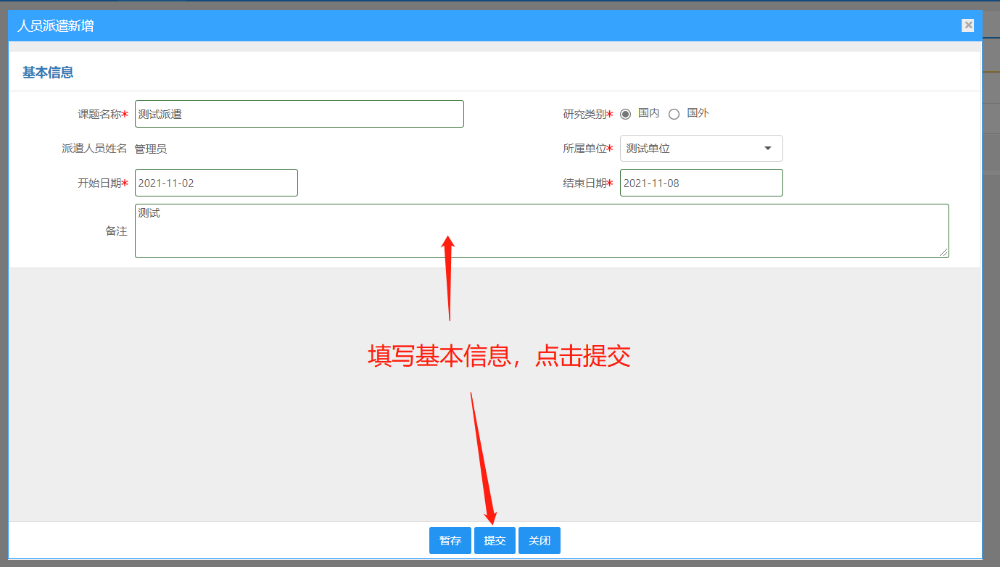 人员派遣新增
基本信息
课题名称* 测试派遣 研究类别* 国内 国外
派遣人员姓名 管理员 所属单位* 测试单位
开始日期* 2021-11-02 结束日期* 2021-11-08
备注 测试
填写基本信息，点击提交
暂存 提交 关闭